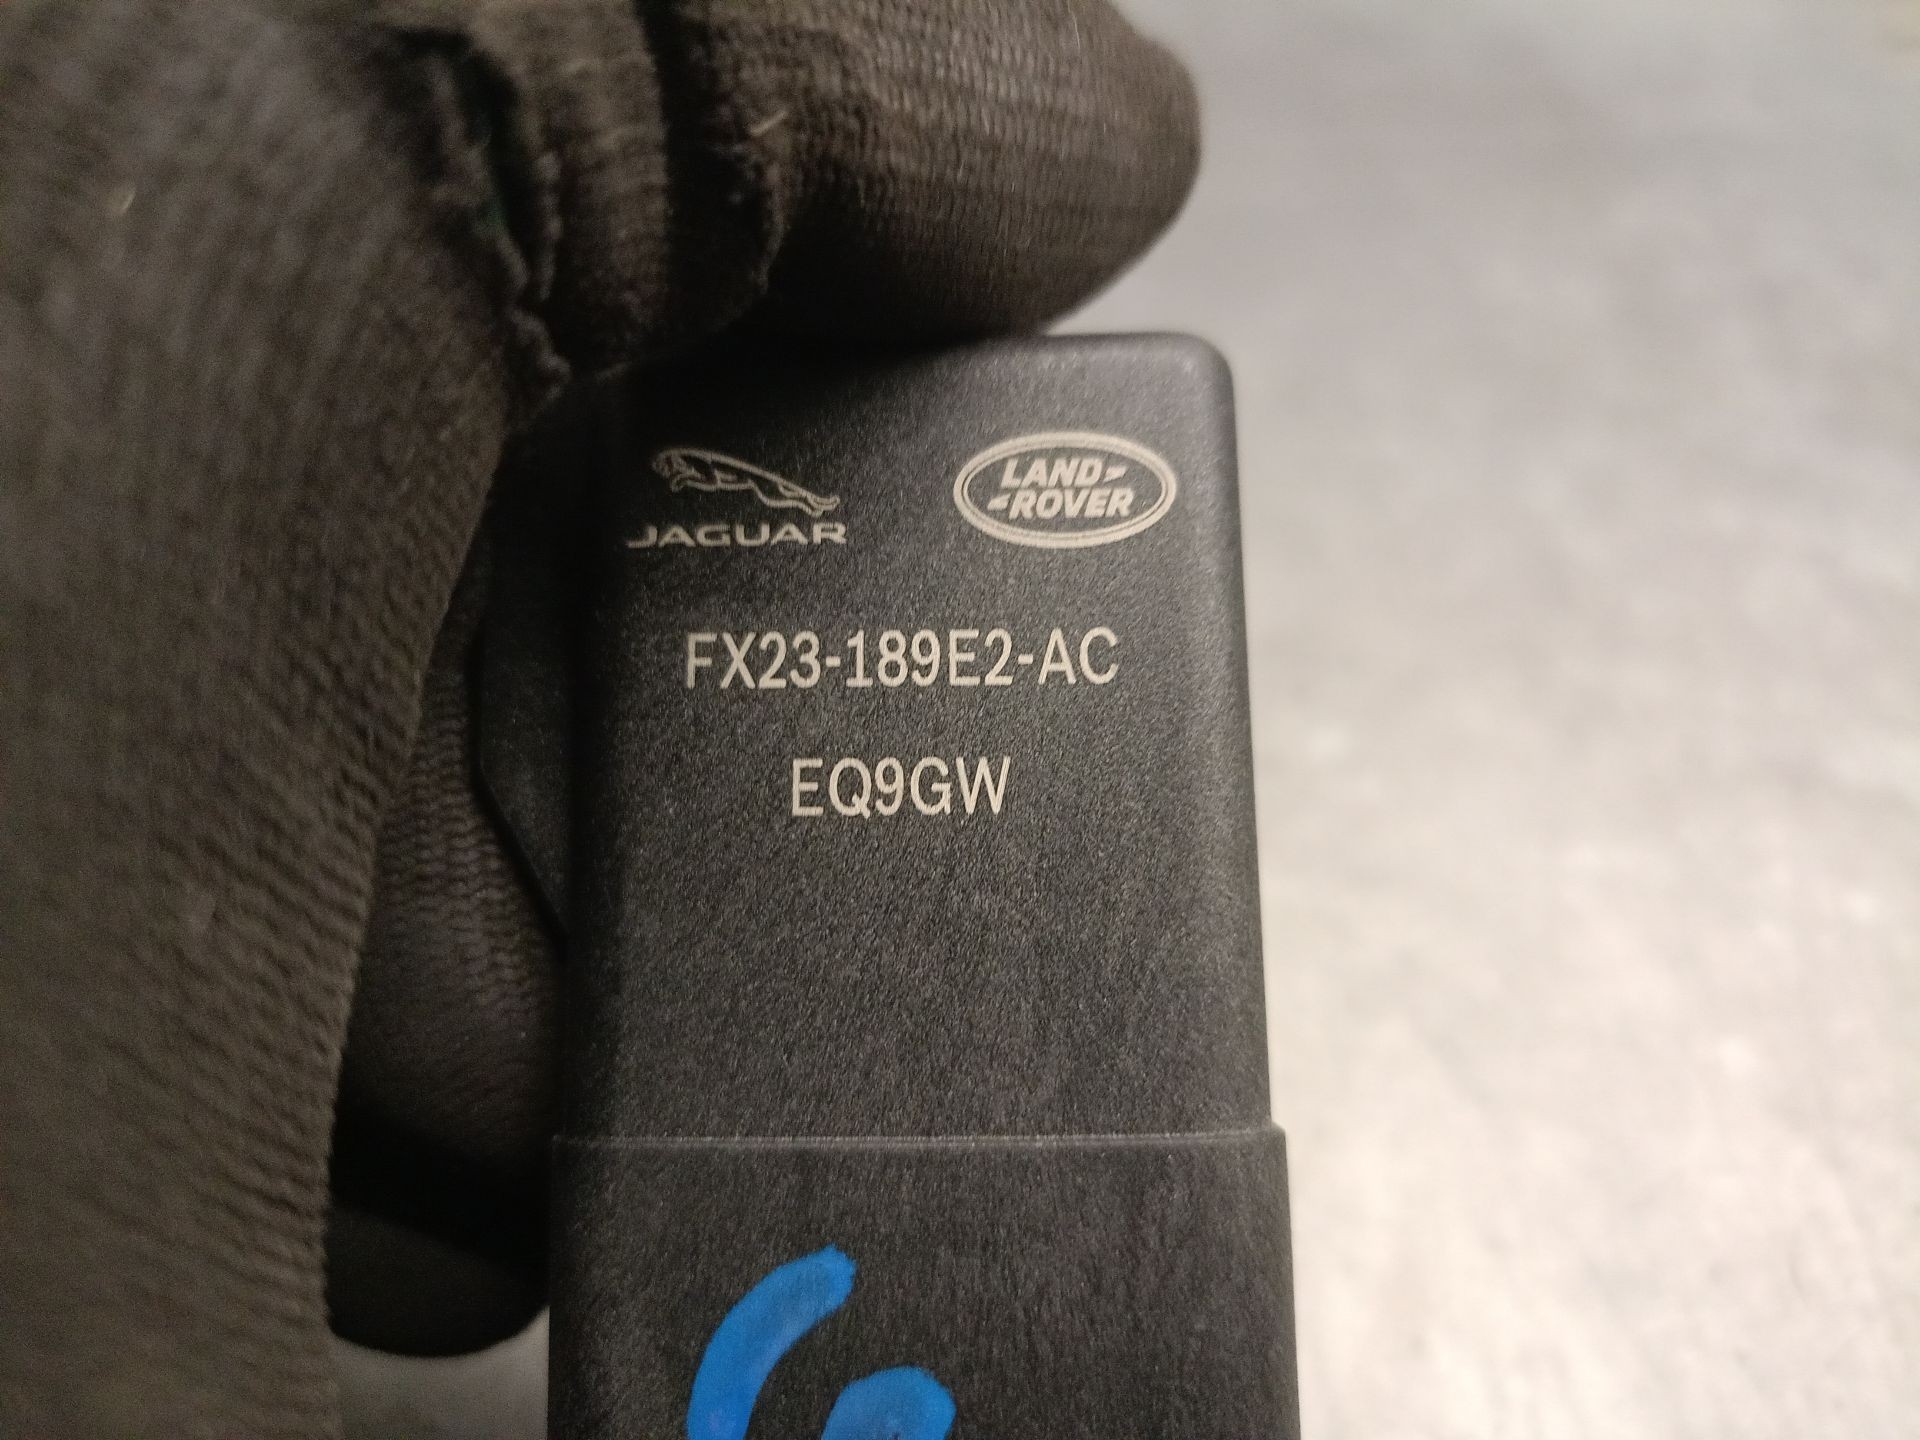 JAGUAR
LAND
ROVER
FX23-189E2-AC
EQ9GW